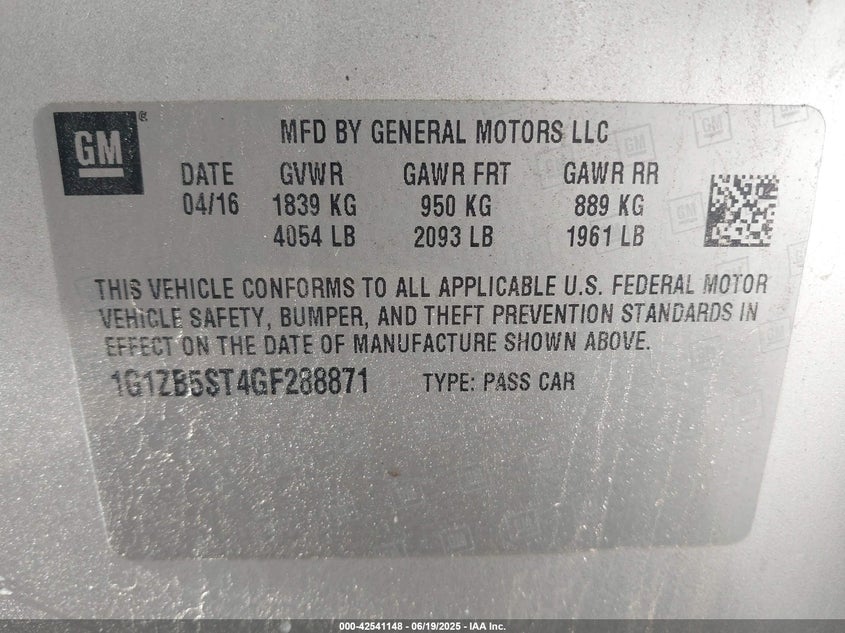 GM®
MFD BY GENERAL MOTORS LLC
DATE GVWR GAWR FRT GAWR RR
04/16 1839 KG 950 KG 889 KG
4054 LB 2093 LB 1961 LB
THIS VEHICLE CONFORMS TO ALL APPLICABLE U.S. FEDERAL MOTOR
VEHICLE SAFETY, BUMPER, AND THEFT PREVENTION STANDARDS IN
EFFECT ON THE DATE OF MANUFACTURE SHOWN ABOVE.
1G1ZB5ST4GF288871 TYPE: PASS CAR
000-42541148 - 06/19/2025 - IAA Inc.